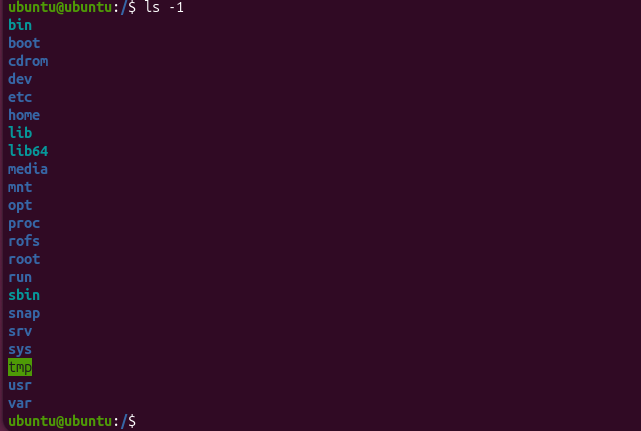 ubuntu@ubuntu:/$ ls -1
bin
boot
cdrom
dev
etc
home
lib
lib64
media
mnt
opt
proc
rofs
root
run
sbin
snap
srv
sys
tmp
usr
var
ubuntu@ubuntu:/$